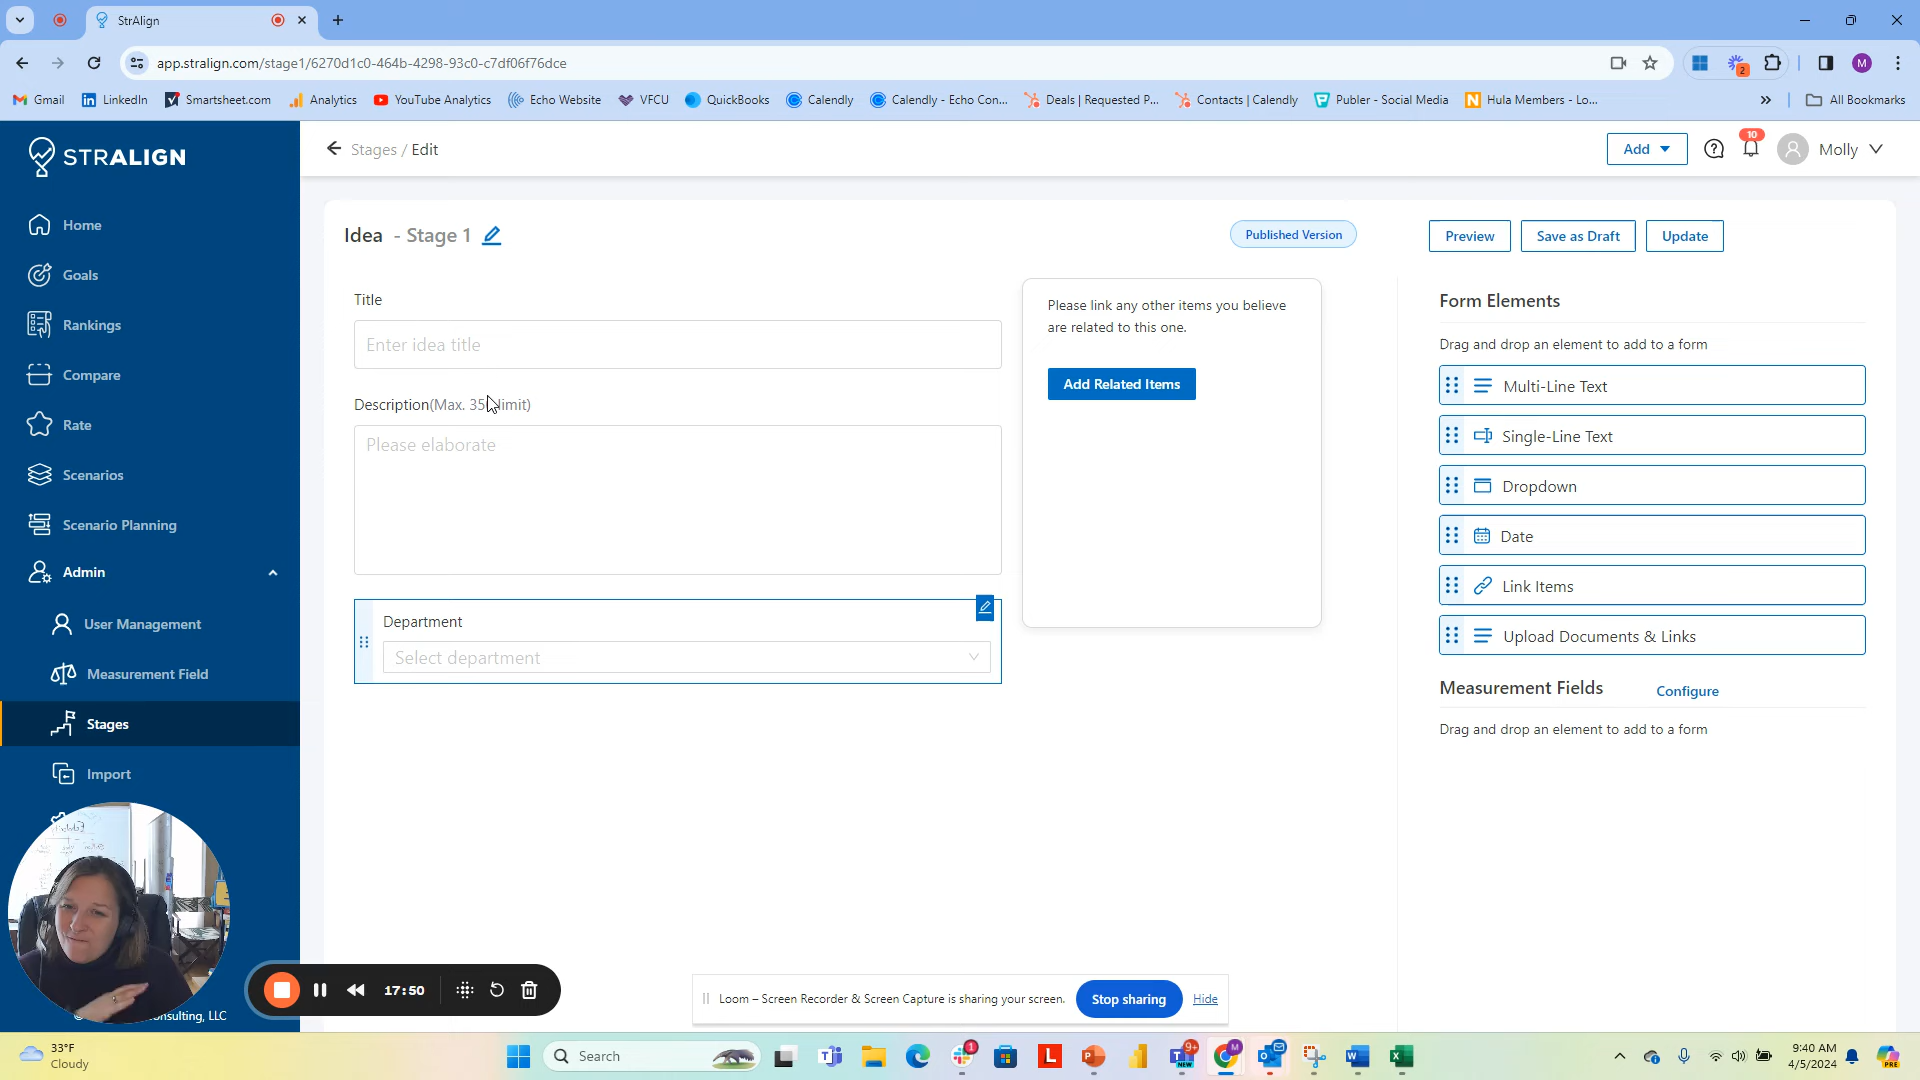 StrAlign
app.stralign.com/stage1/6270d1c0-464b-4298-93c0-c7df06f76dce
2
M
Gmail
LinkedIn
Smartsheet.com
Analytics
YouTube Analytics
Echo Website
VFCU
QuickBooks
Calendly
Calendly - Echo Con...
Deals | Requested P...
Contacts | Calendly
Publer - Social Media
Hula Members - Lo...
All Bookmarks
STRALIGN
Stages / Edit
Add
10
Molly
Home
Goals
Rankings
Compare
Rate
Scenarios
Scenario Planning
Admin
User Management
Measurement Field
Stages
Import
Idea - Stage 1
Published Version
Preview
Save as Draft
Update
Title
Enter idea title
Description(Max. 35 limit)
Please elaborate
Department
Select department
Please link any other items you believe
are related to this one.
Add Related Items
Form Elements
Drag and drop an element to add to a form
Multi-Line Text
Single-Line Text
Dropdown
Date
Link Items
Upload Documents & Links
Measurement Fields
Configure
Drag and drop an element to add to a form
nsulting, LLC
17:50
Loom – Screen Recorder & Screen Capture is sharing your screen.
Stop sharing
Hide
33°F
Cloudy
Search
1
9+
NEW
M
9:40 AM
4/5/2024
PRE